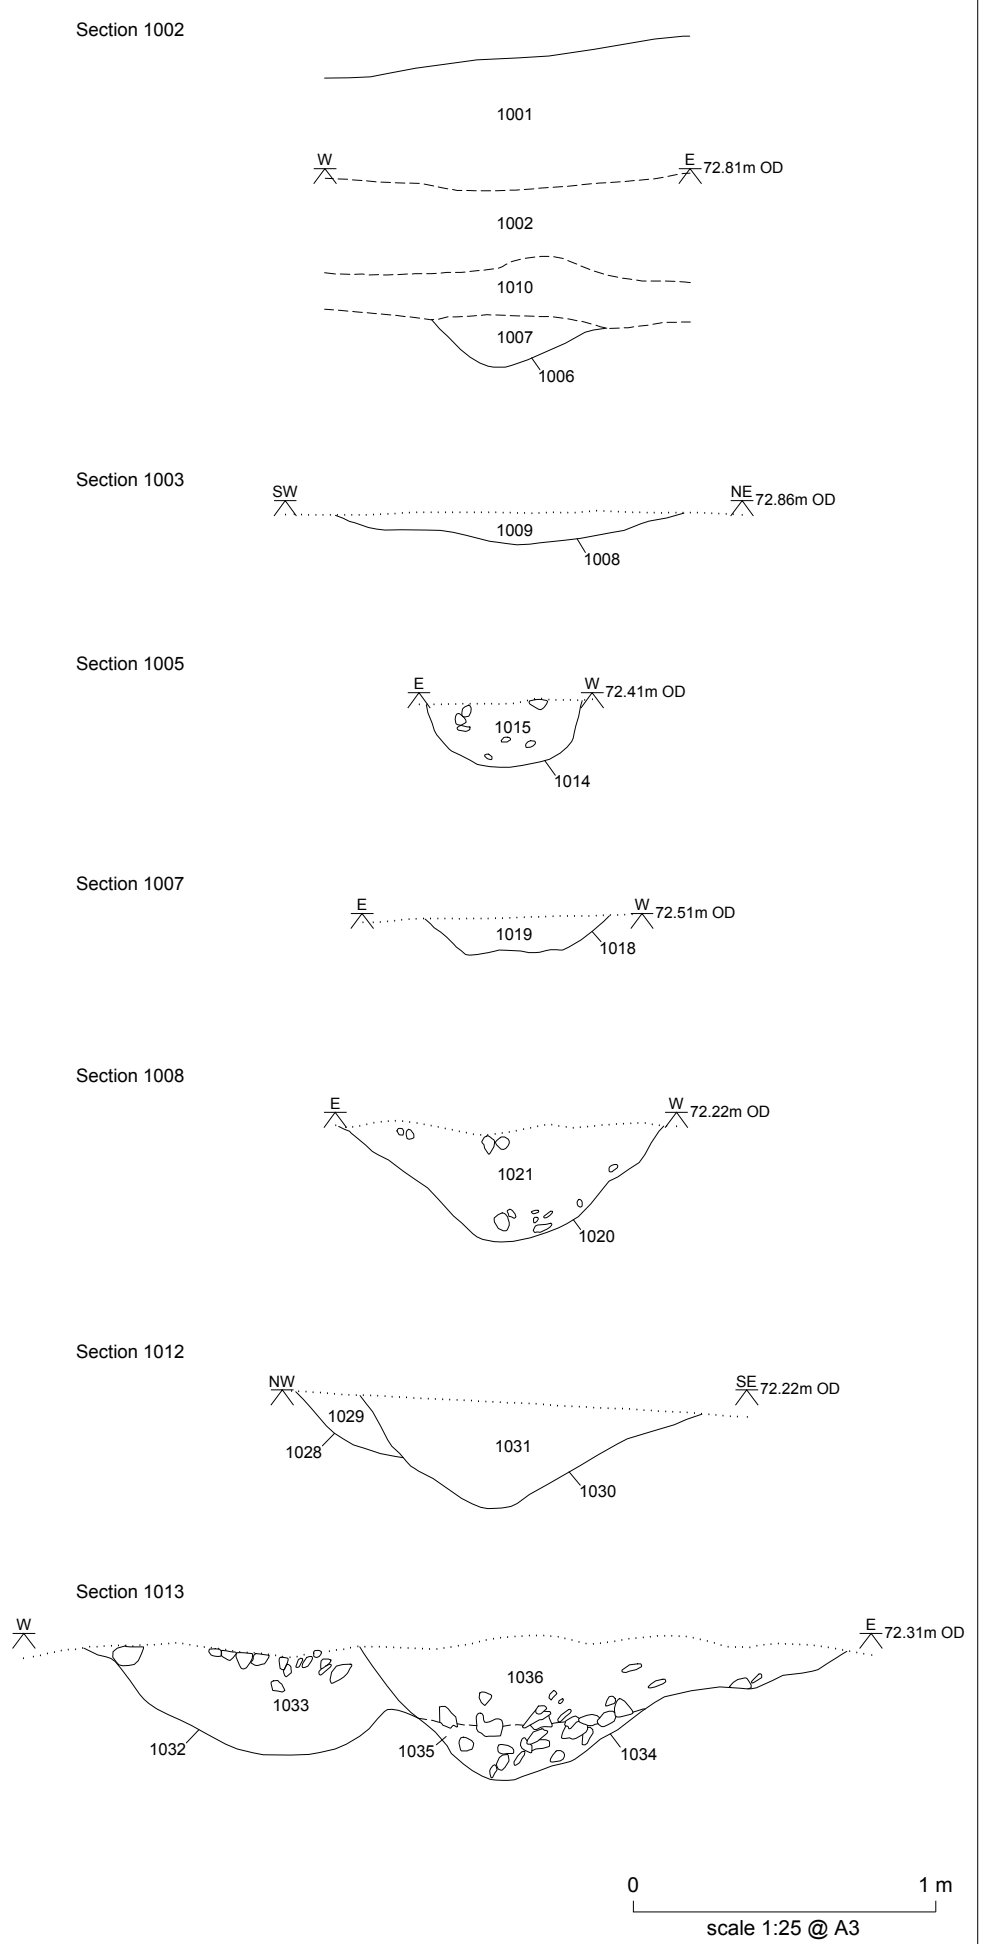 Section 1002
1001
W
E 72.81m OD
1002
1010
1007
1006
Section 1003
SW
NE 72.86m OD
1009
1008
Section 1005
E
W 72.41m OD
1015
1014
Section 1007
E
W 72.51m OD
1019
1018
Section 1008
E
W 72.22m OD
1021
1020
Section 1012
NW
SE 72.22m OD
1029
1028
1031
1030
Section 1013
W
E 72.31m OD
1036
1033
1032
1035
1034
0 1 m
scale 1:25 @ A3